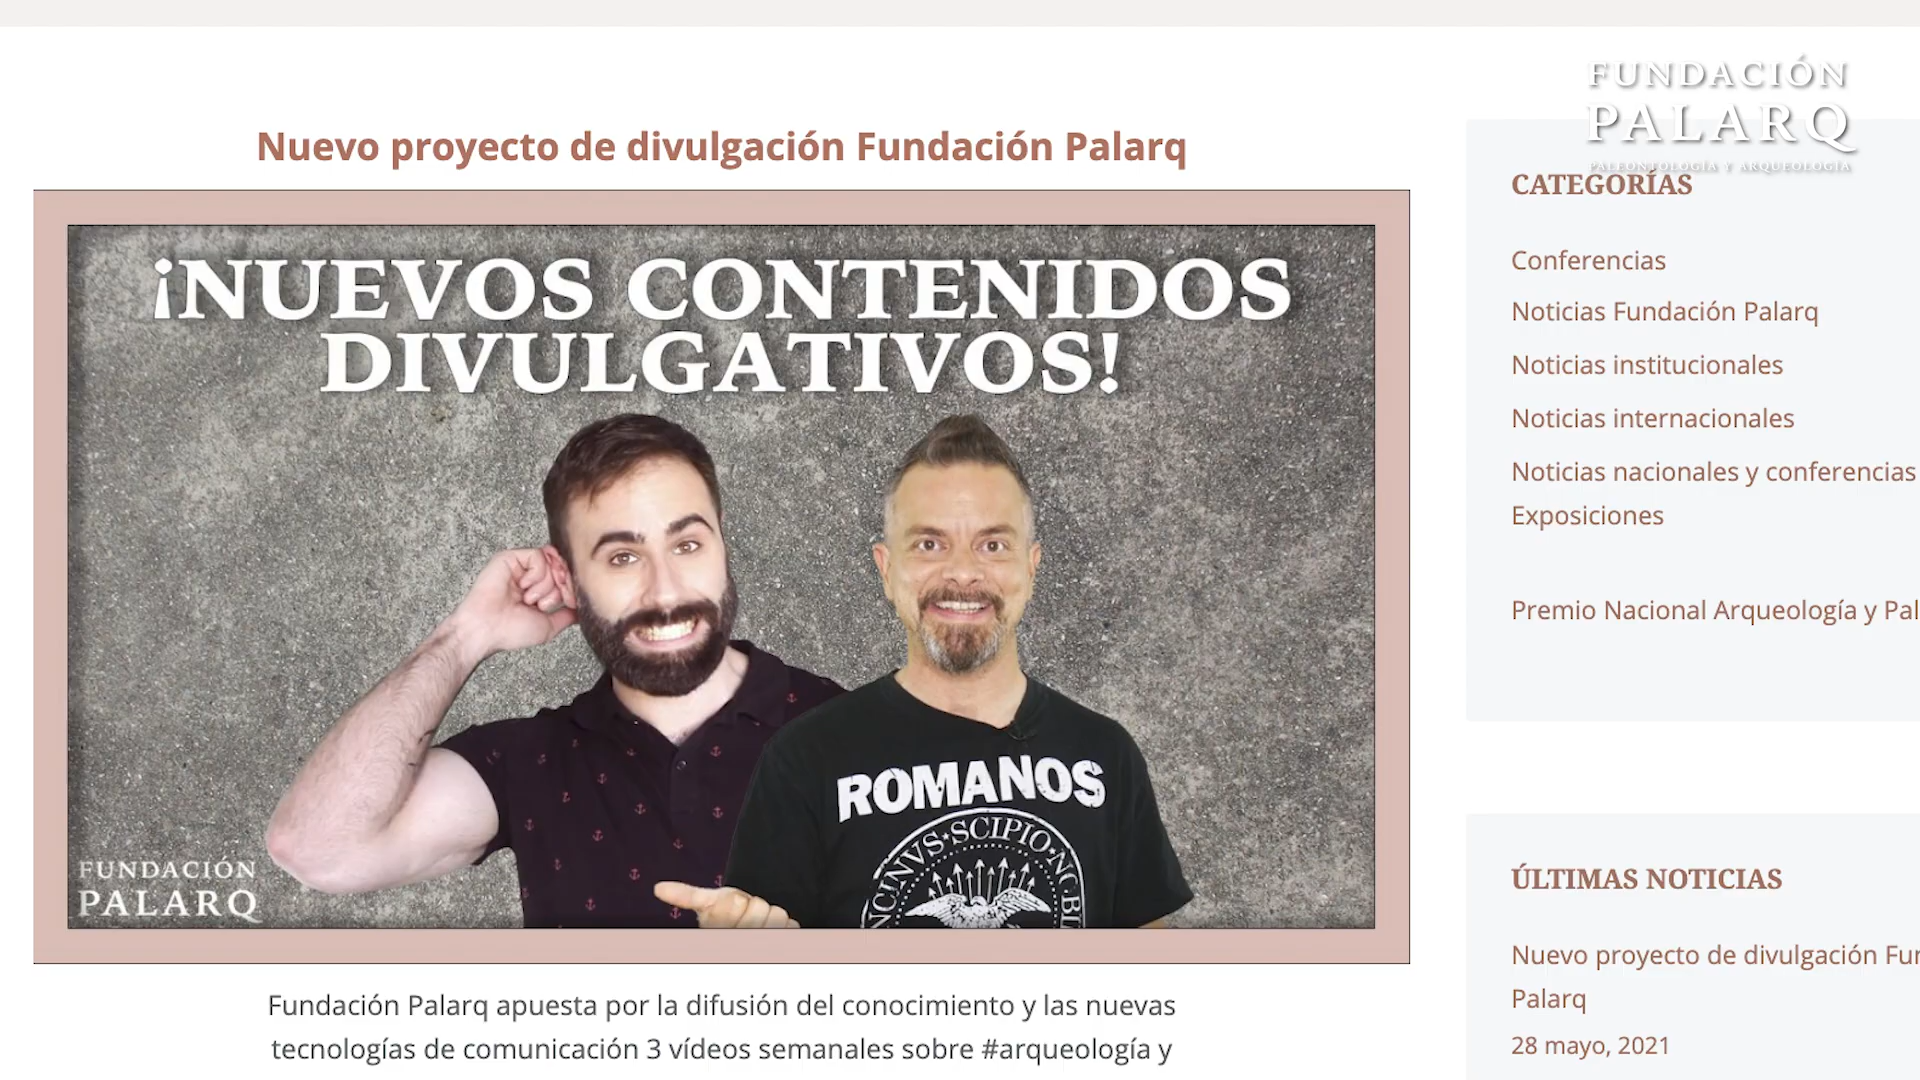 FUNDACIÓN
PALARQ
PALEONTOLOGÍA Y ARQUEOLOGÍA
Nuevo proyecto de divulgación Fundación Palarq
¡NUEVOS CONTENIDOS
DIVULGATIVOS!
ROMANOS
SCIPIO
FUNDACIÓN
PALARQ
Fundación Palarq apuesta por la difusión del conocimiento y las nuevas
tecnologías de comunicación 3 vídeos semanales sobre #arqueología y
CATEGORÍAS
Conferencias
Noticias Fundación Palarq
Noticias institucionales
Noticias internacionales
Noticias nacionales y conferencias
Exposiciones
Premio Nacional Arqueología y Pal
ÚLTIMAS NOTICIAS
Nuevo proyecto de divulgación Fun
Palarq
28 mayo, 2021